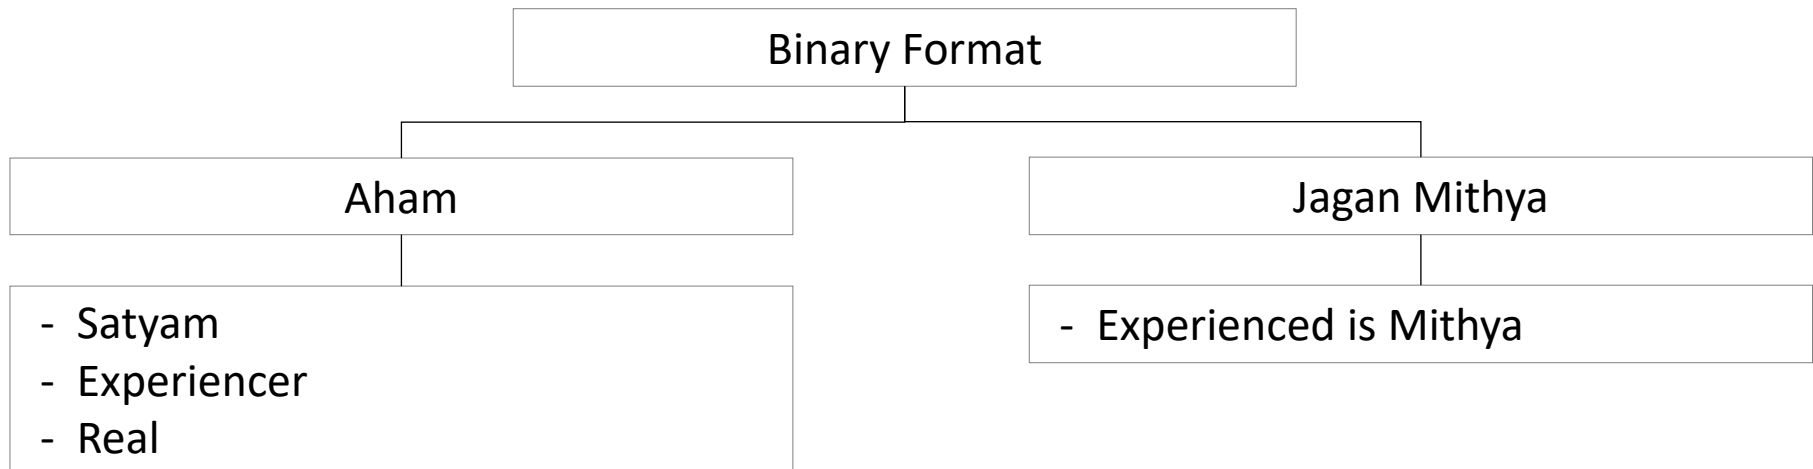 Binary Format
Aham
Jagan Mithya
- Satyam
- Experiencer
- Real
- Experienced is Mithya